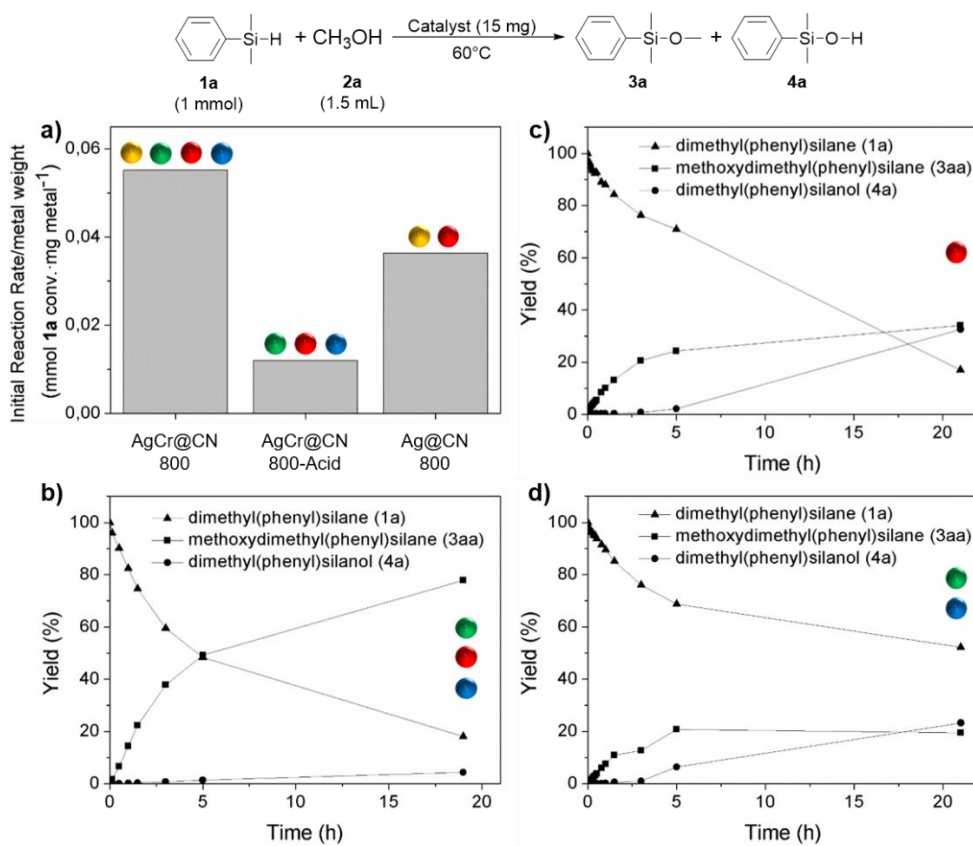 Si-H + CH₃OH Catalyst (15 mg) Si-O + Si-O-H
60°C
1a 2a 3a 4a
(1 mmol) (1.5 mL)
a)
Initial Reaction Rate/metal weight
(mmol 1a conv.·mg metal⁻¹)
0,06
0,04
0,02
0,00
AgCr@CN
800
AgCr@CN
800-Acid
Ag@CN
800
c)
dimethyl(phenyl)silane (1a)
methoxydimethyl(phenyl)silane (3aa)
dimethyl(phenyl)silanol (4a)
Yield (%)
100
80
60
40
20
0
0 5 10 15 20
Time (h)
b)
dimethyl(phenyl)silane (1a)
methoxydimethyl(phenyl)silane (3aa)
dimethyl(phenyl)silanol (4a)
Yield (%)
100
80
60
40
20
0
0 5 10 15 20
Time (h)
d)
dimethyl(phenyl)silane (1a)
methoxydimethyl(phenyl)silane (3aa)
dimethyl(phenyl)silanol (4a)
Yield (%)
100
80
60
40
20
0
0 5 10 15 20
Time (h)